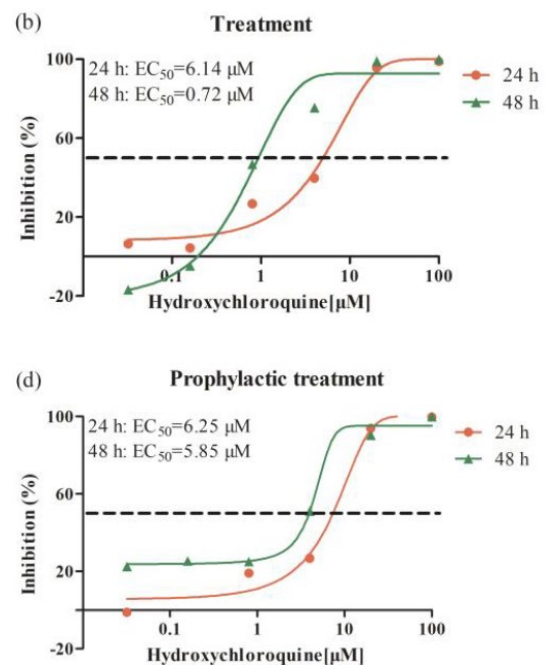 (b)
Treatment
24 h: EC50=6.14 μM
48 h: EC50=0.72 μM
24 h
48 h
Inhibition (%)
100
60
20
-20
0.1
1
10
100
Hydroxychloroquine[μM]
(d)
Prophylactic treatment
24 h: EC50=6.25 μM
48 h: EC50=5.85 μM
24 h
48 h
Inhibition (%)
100
60
20
-20
0.1
1
10
100
Hydroxychloroquine[μM]